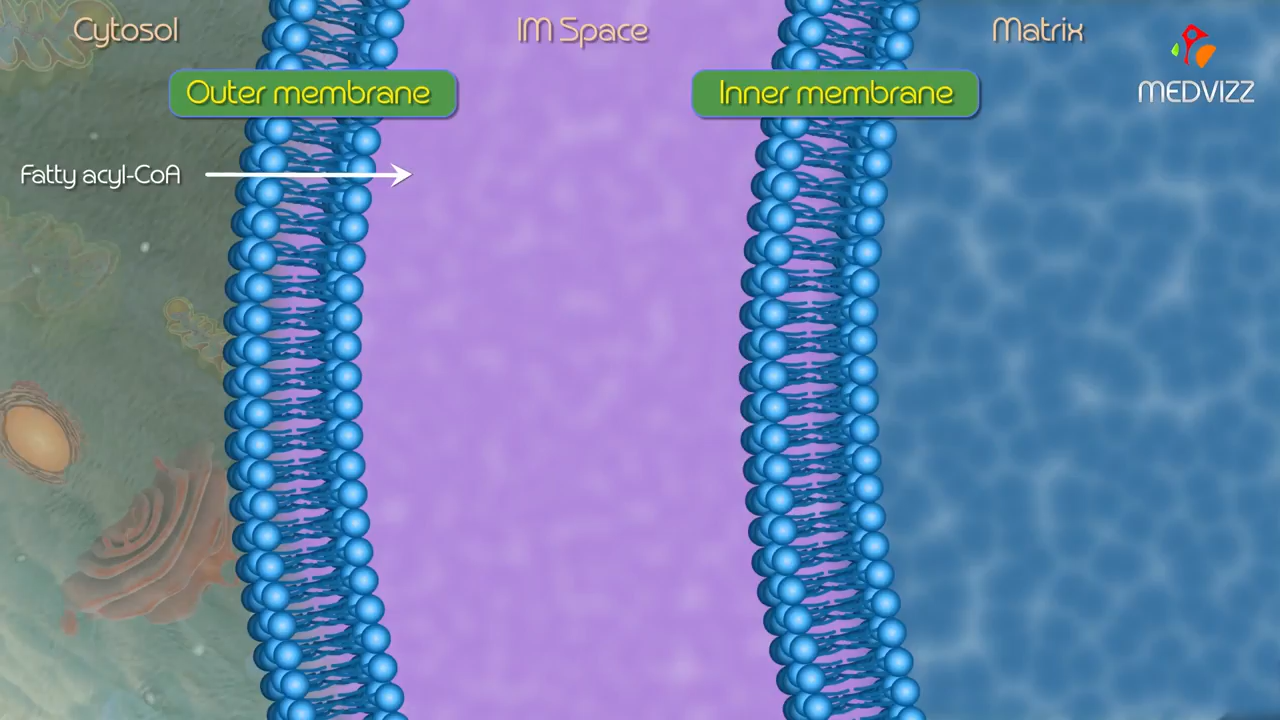 Cytosol
IM Space
Matrix
MEDVIZZ
Outer membrane
Inner membrane
Fatty acyl-CoA